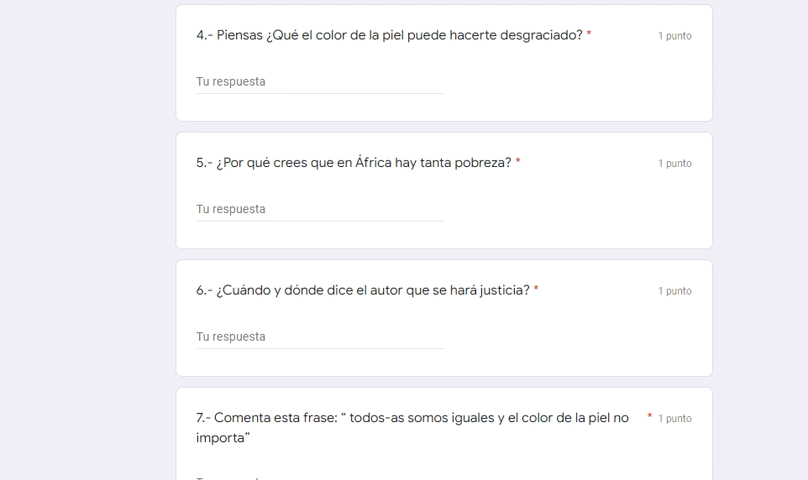 4.- Piensas ¿Qué el color de la piel puede hacerte desgraciado? *
1 punto
Tu respuesta
5.- ¿Por qué crees que en África hay tanta pobreza? *
1 punto
Tu respuesta
6.- ¿Cuándo y dónde dice el autor que se hará justicia? *
1 punto
Tu respuesta
7.- Comenta esta frase: “ todos-as somos iguales y el color de la piel no
importa”
* 1 punto